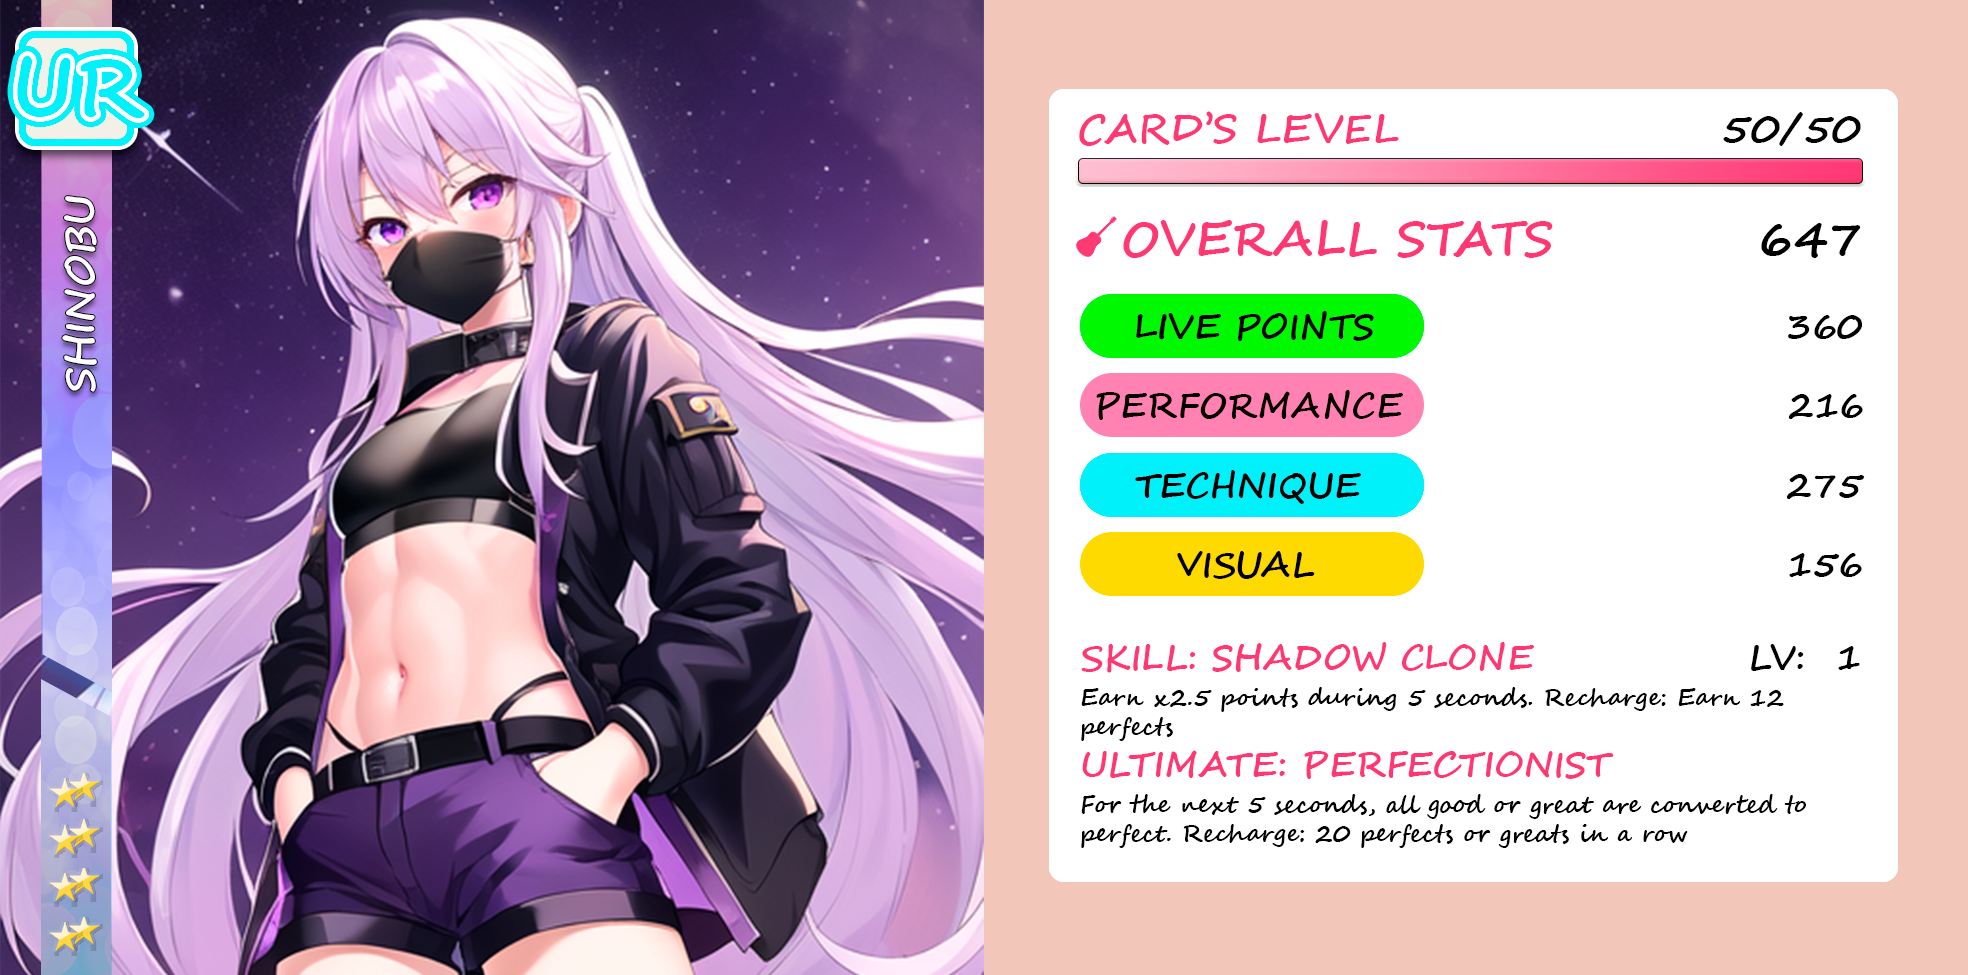 UR
SHINOBU
CARD'S LEVEL 50/50
OVERALL STATS 647
LIVE POINTS 360
PERFORMANCE 216
TECHNIQUE 275
VISUAL 156
SKILL: SHADOW CLONE LV: 1
Earn x2.5 points during 5 seconds. Recharge: Earn 12
perfects
ULTIMATE: PERFECTIONIST
For the next 5 seconds, all good or great are converted to
perfect. Recharge: 20 perfects or greats in a row